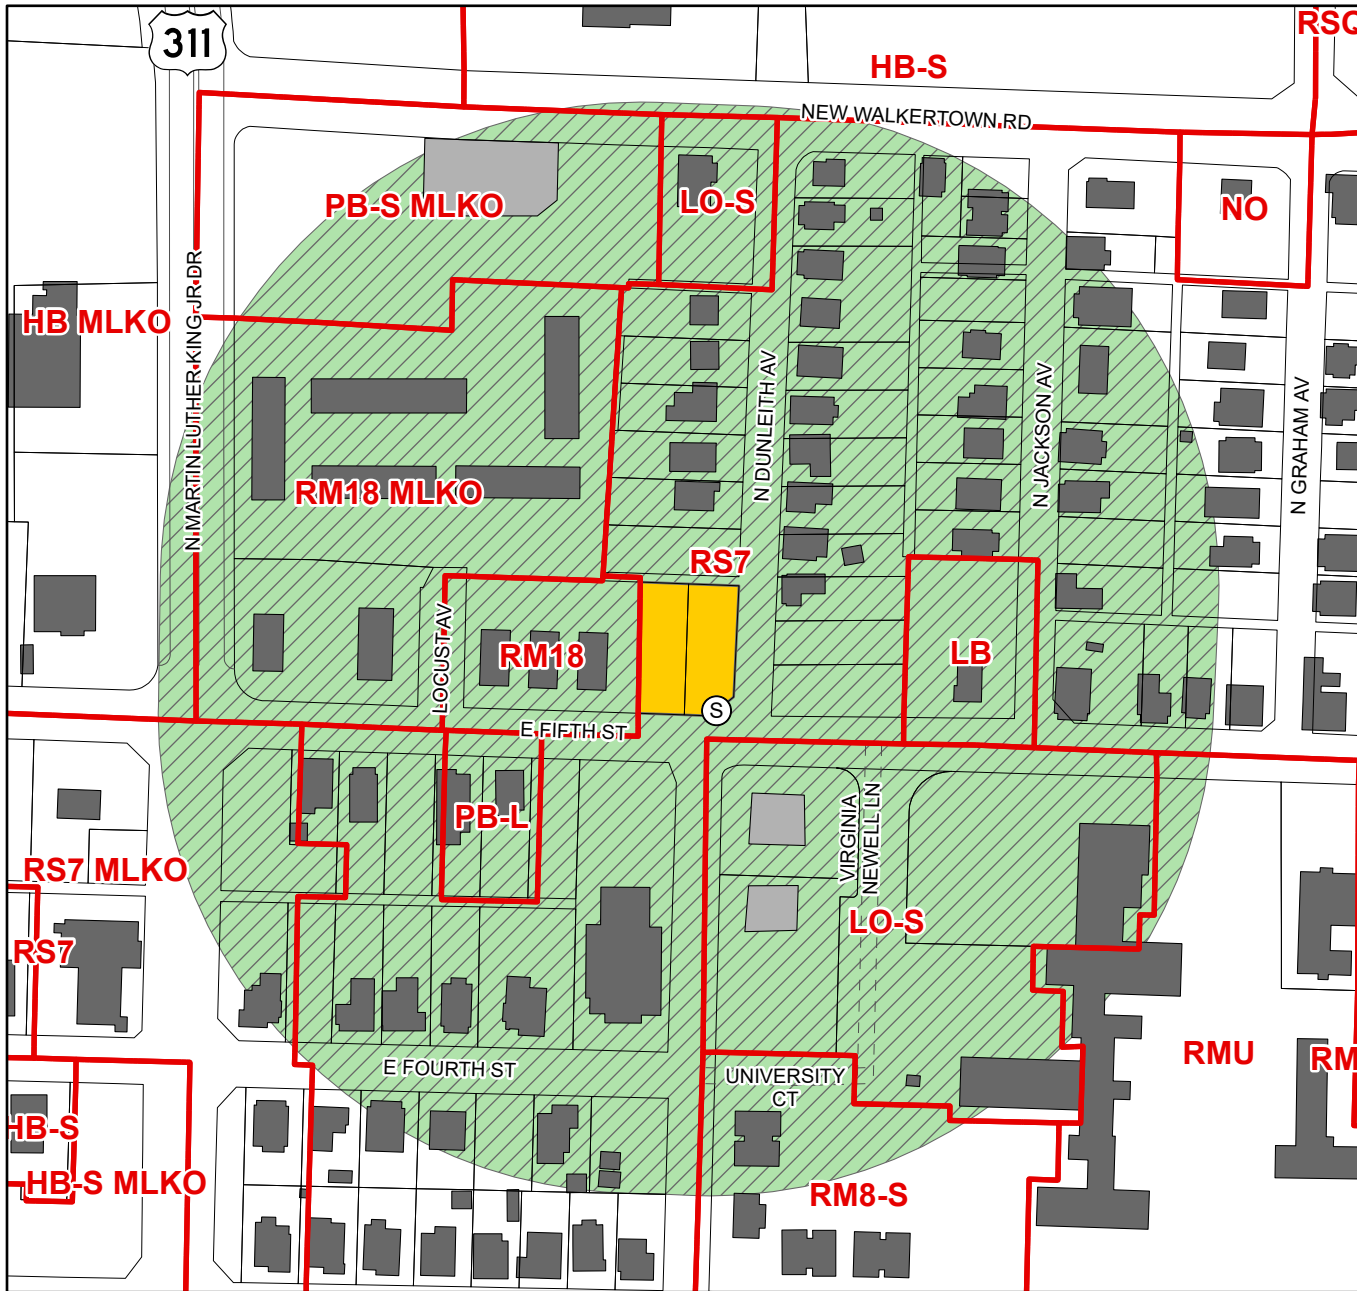 311
RSQ
HB-S
NEW WALKERTOWN RD
PB-S MLKO
LO-S
NO
HB MLKO
N MARTIN LUTHER KING JR DR
N DUNLEITH AV
N JACKSON AV
N GRAHAM AV
RM18 MLKO
RS7
LOCUST AV
RM18
LB
S
E FIFTH ST
PB-L
VIRGINIA
NEWELL LN
RS7 MLKO
LO-S
RS7
RMU
RM
E FOURTH ST
UNIVERSITY
CT
HB-S
HB-S MLKO
RM8-S